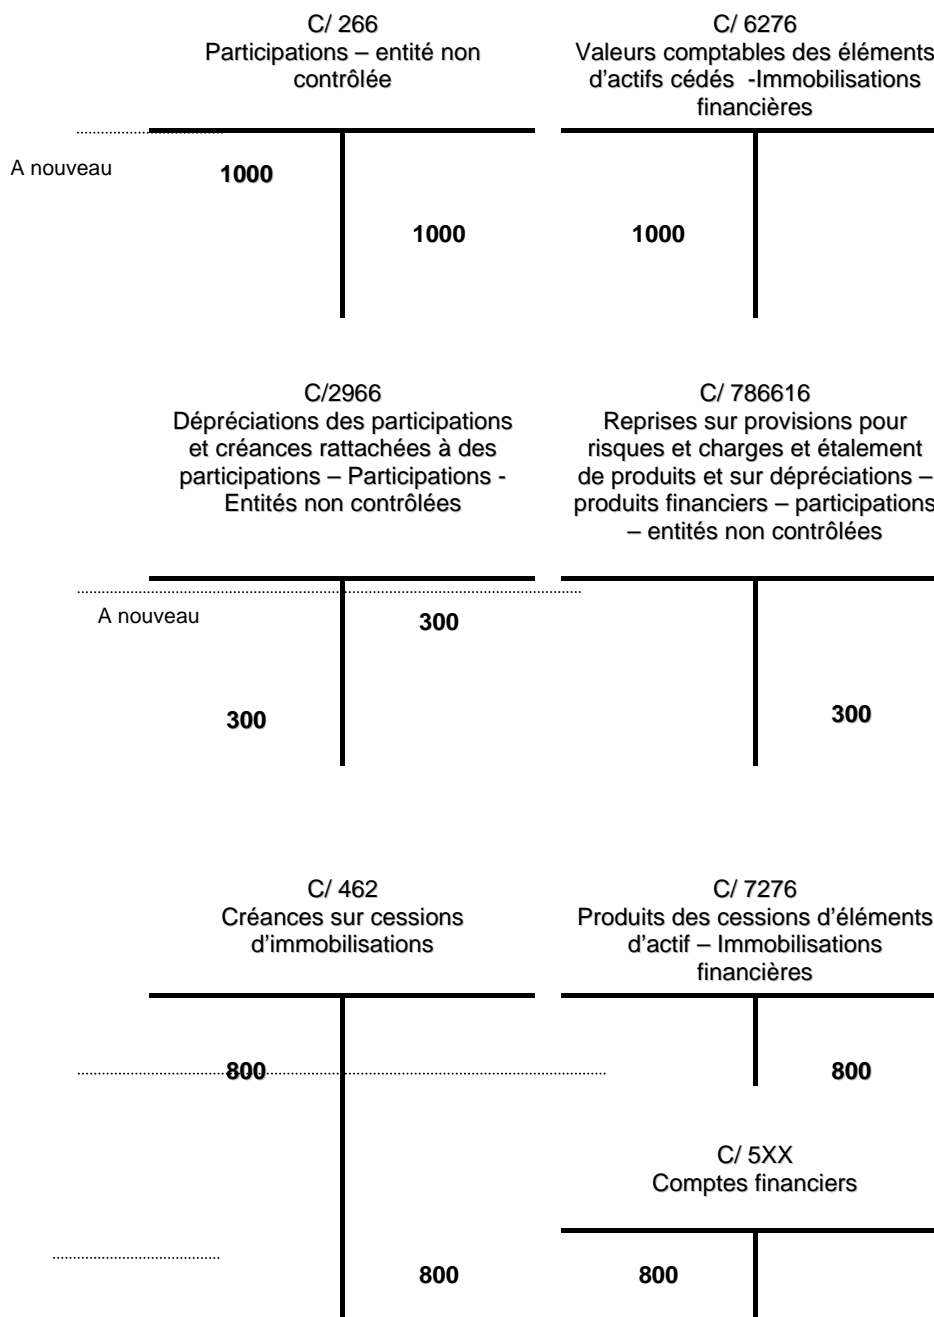 C/ 266
Participations – entité non
contrôlée
C/ 6276
Valeurs comptables des éléments
d'actifs cédés -Immobilisations
financières
A nouveau
1000
1000
1000
C/2966
Dépréciations des participations
et créances rattachées à des
participations – Participations -
Entités non contrôlées
C/ 786616
Reprises sur provisions pour
risques et charges et étalement
de produits et sur dépréciations –
produits financiers – participations
– entités non contrôlées
A nouveau
300
300
300
C/ 462
Créances sur cessions
d'immobilisations
C/ 7276
Produits des cessions d'éléments
d'actif – Immobilisations
financières
800
800
C/ 5XX
Comptes financiers
800
800